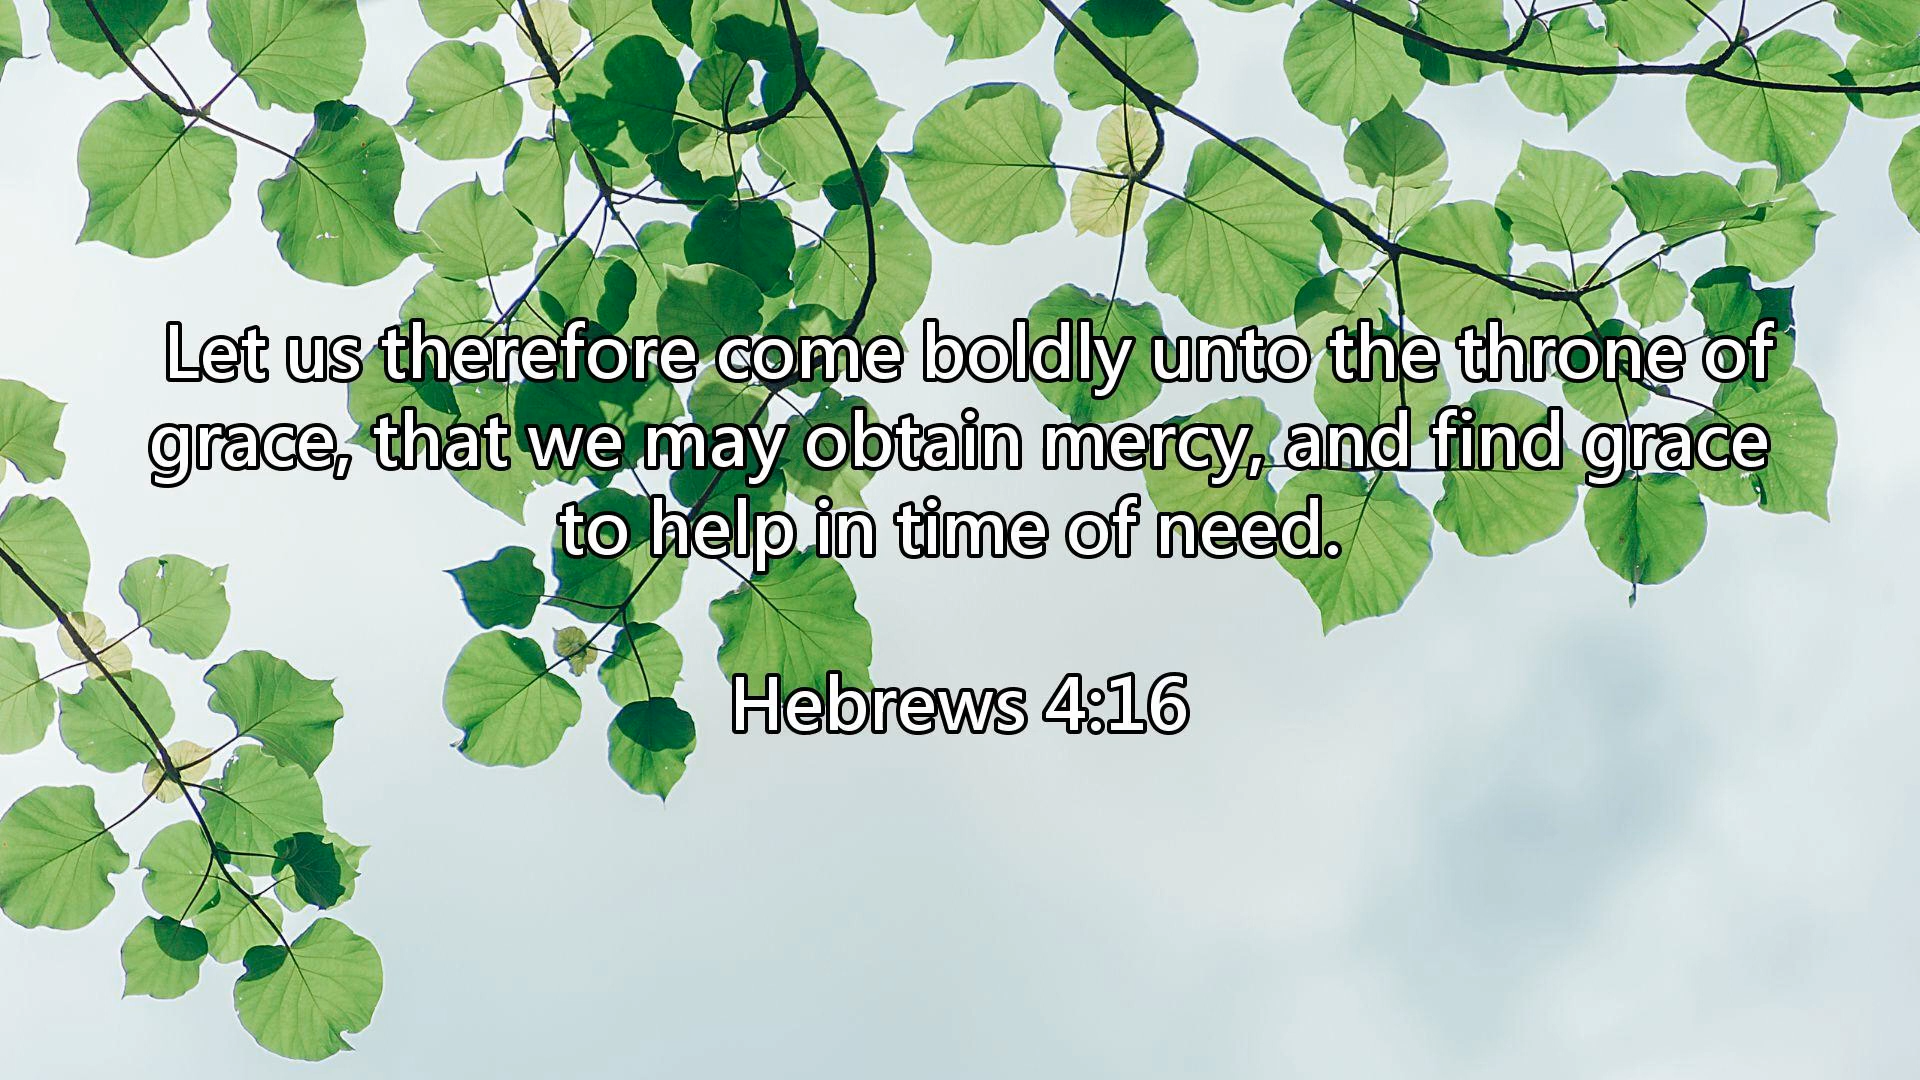 Let us therefore come boldly unto the throne of
grace, that we may obtain mercy, and find grace
to help in time of need.
Hebrews 4:16